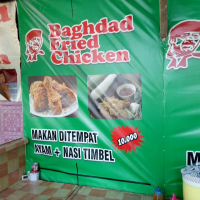 Baghdad
Fried
Chicken
MAKAN DITEMPAT
AYAM + NASI TIMBEL
10.000
M